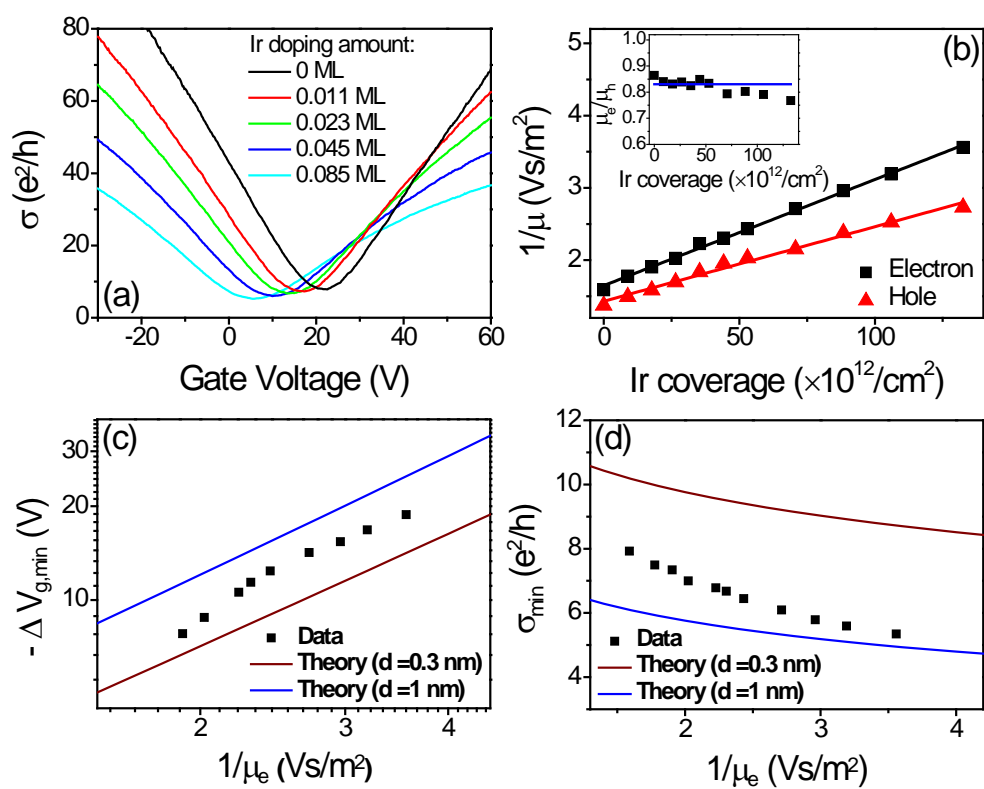 80
60
40
20
0
σ (e²/h)
Ir doping amount:
0 ML
0.011 ML
0.023 ML
0.045 ML
0.085 ML
(a)
-20 0 20 40 60
Gate Voltage (V)
5
4
3
2
1/μ (Vs/m²)
(b)
1.0
0.9
0.8
0.7
0.6
μe/μh
0 50 100
Ir coverage (×10¹²/cm²)
Electron
Hole
0 50 100
Ir coverage (×10¹²/cm²)
(c)
30
20
10
- Δ Vg,min (V)
Data
Theory (d =0.3 nm)
Theory (d =1 nm)
2 3 4
1/μe (Vs/m²)
(d)
12
10
8
6
4
σmin (e²/h)
Data
Theory (d =0.3 nm)
Theory (d =1 nm)
2 3 4
1/μe (Vs/m²)